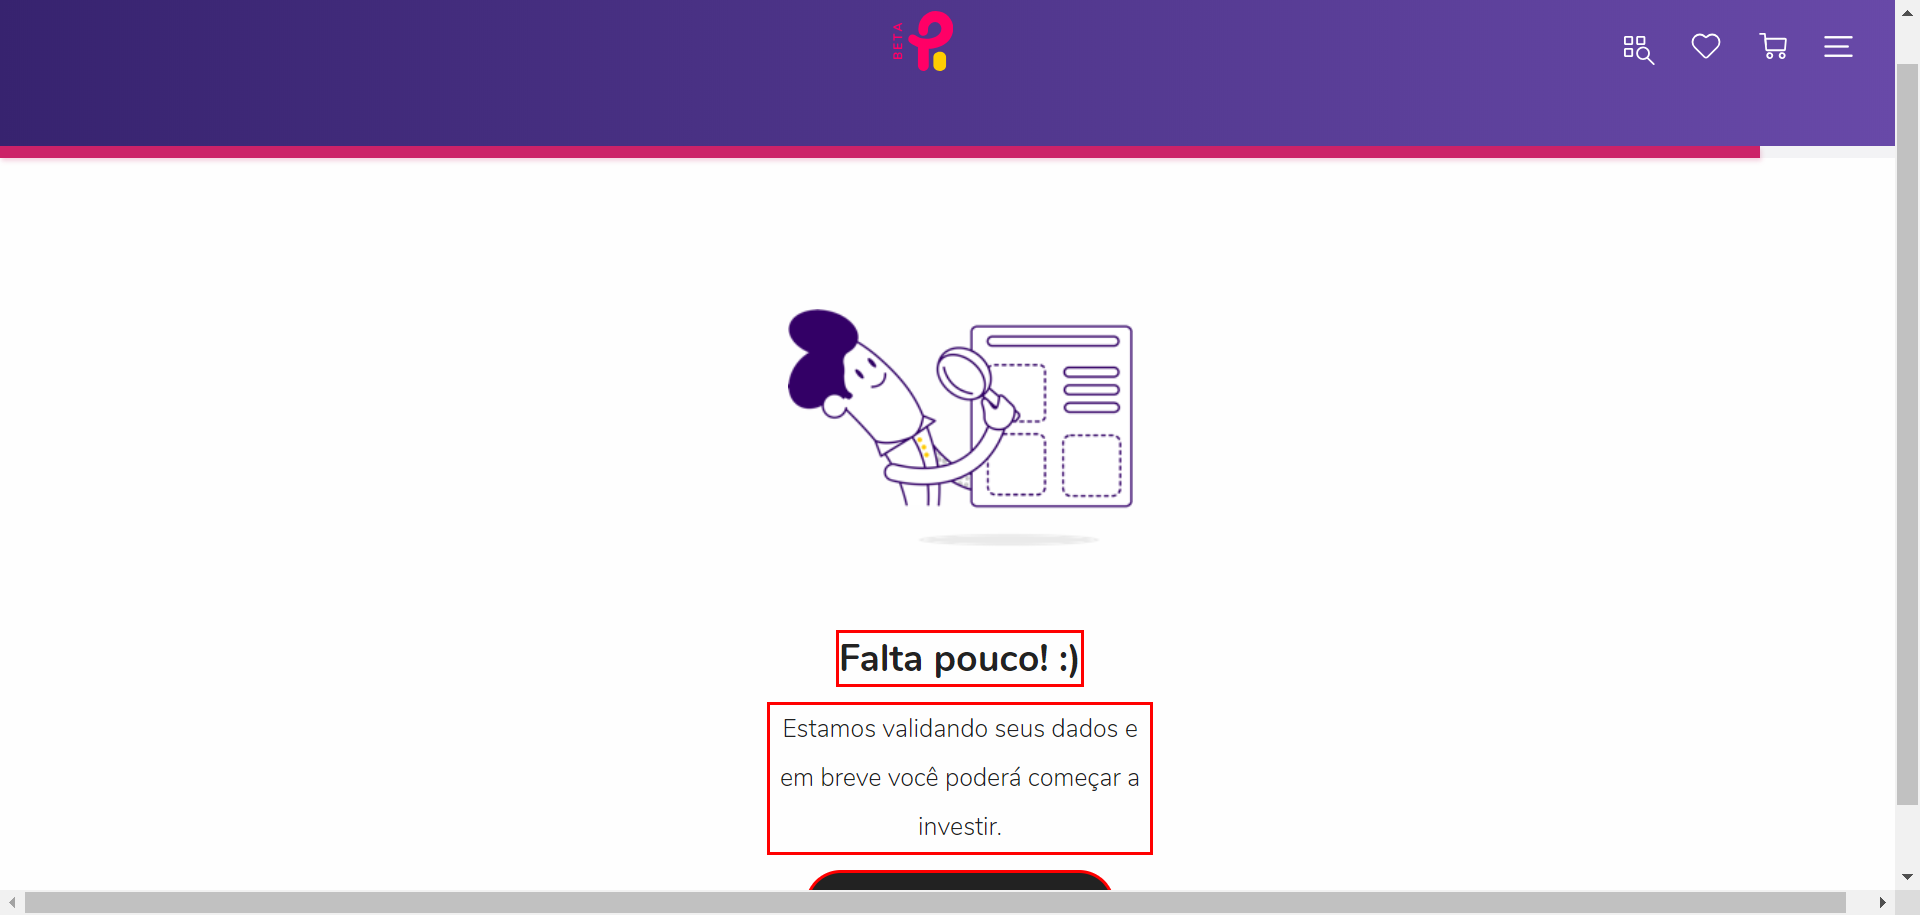 BETA
Falta pouco! :)
Estamos validando seus dados e
em breve você poderá começar a
investir.